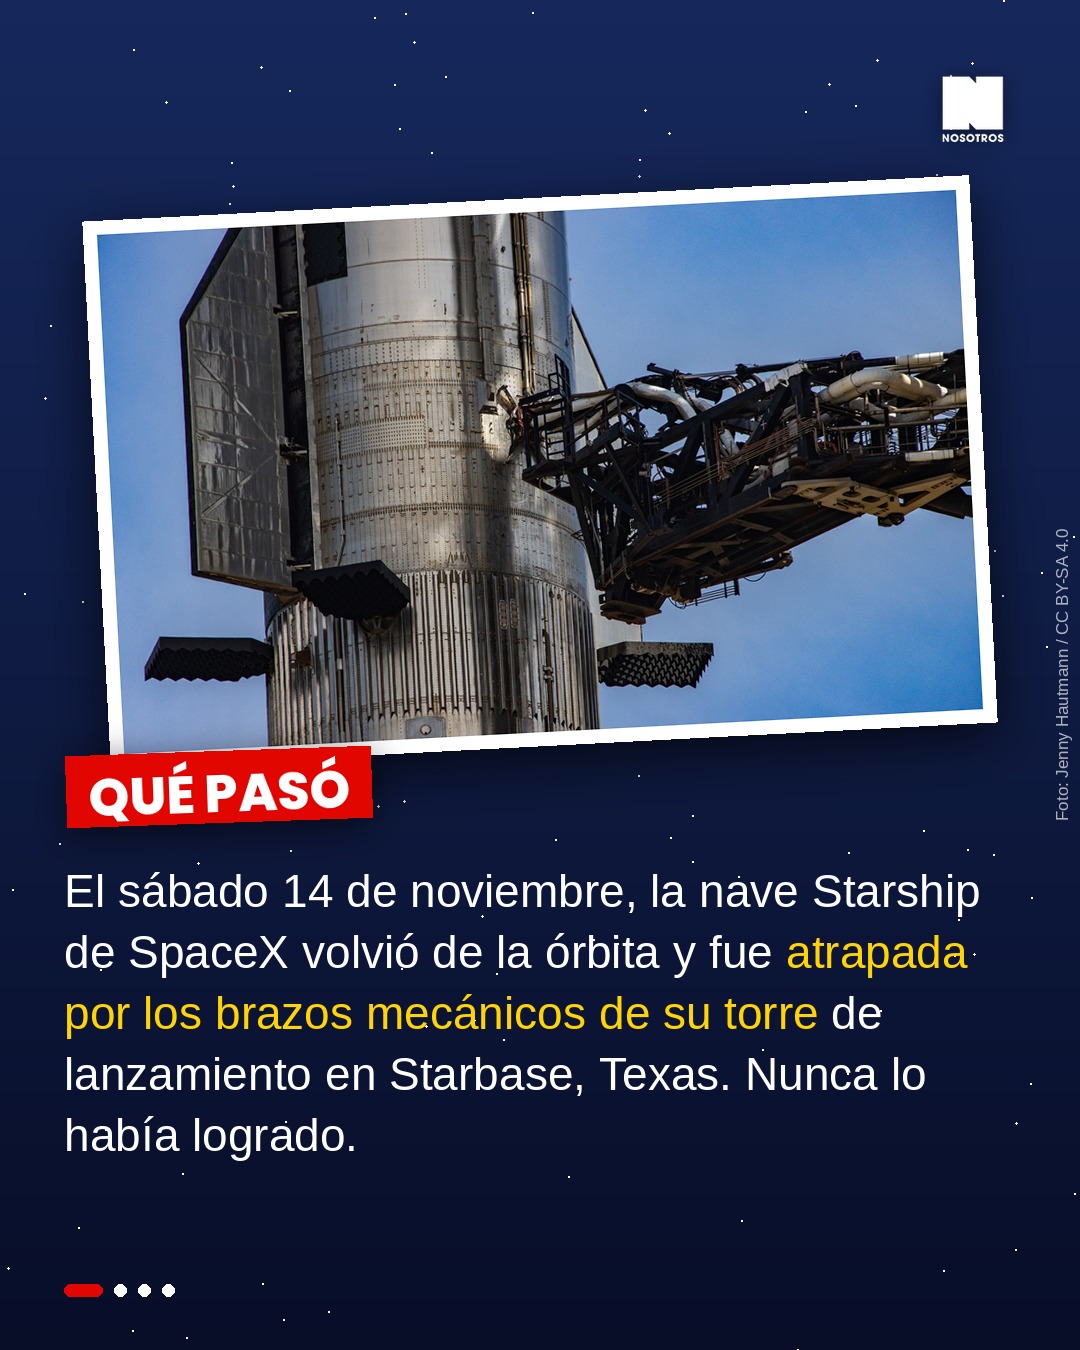 NOSOTROS
Foto: Jenny Hautmann / CC BY-SA 4.0
QUÉ PASÓ
El sábado 14 de noviembre, la nave Starship
de SpaceX volvió de la órbita y fue atrapada
por los brazos mecánicos de su torre de
lanzamiento en Starbase, Texas. Nunca lo
había logrado.